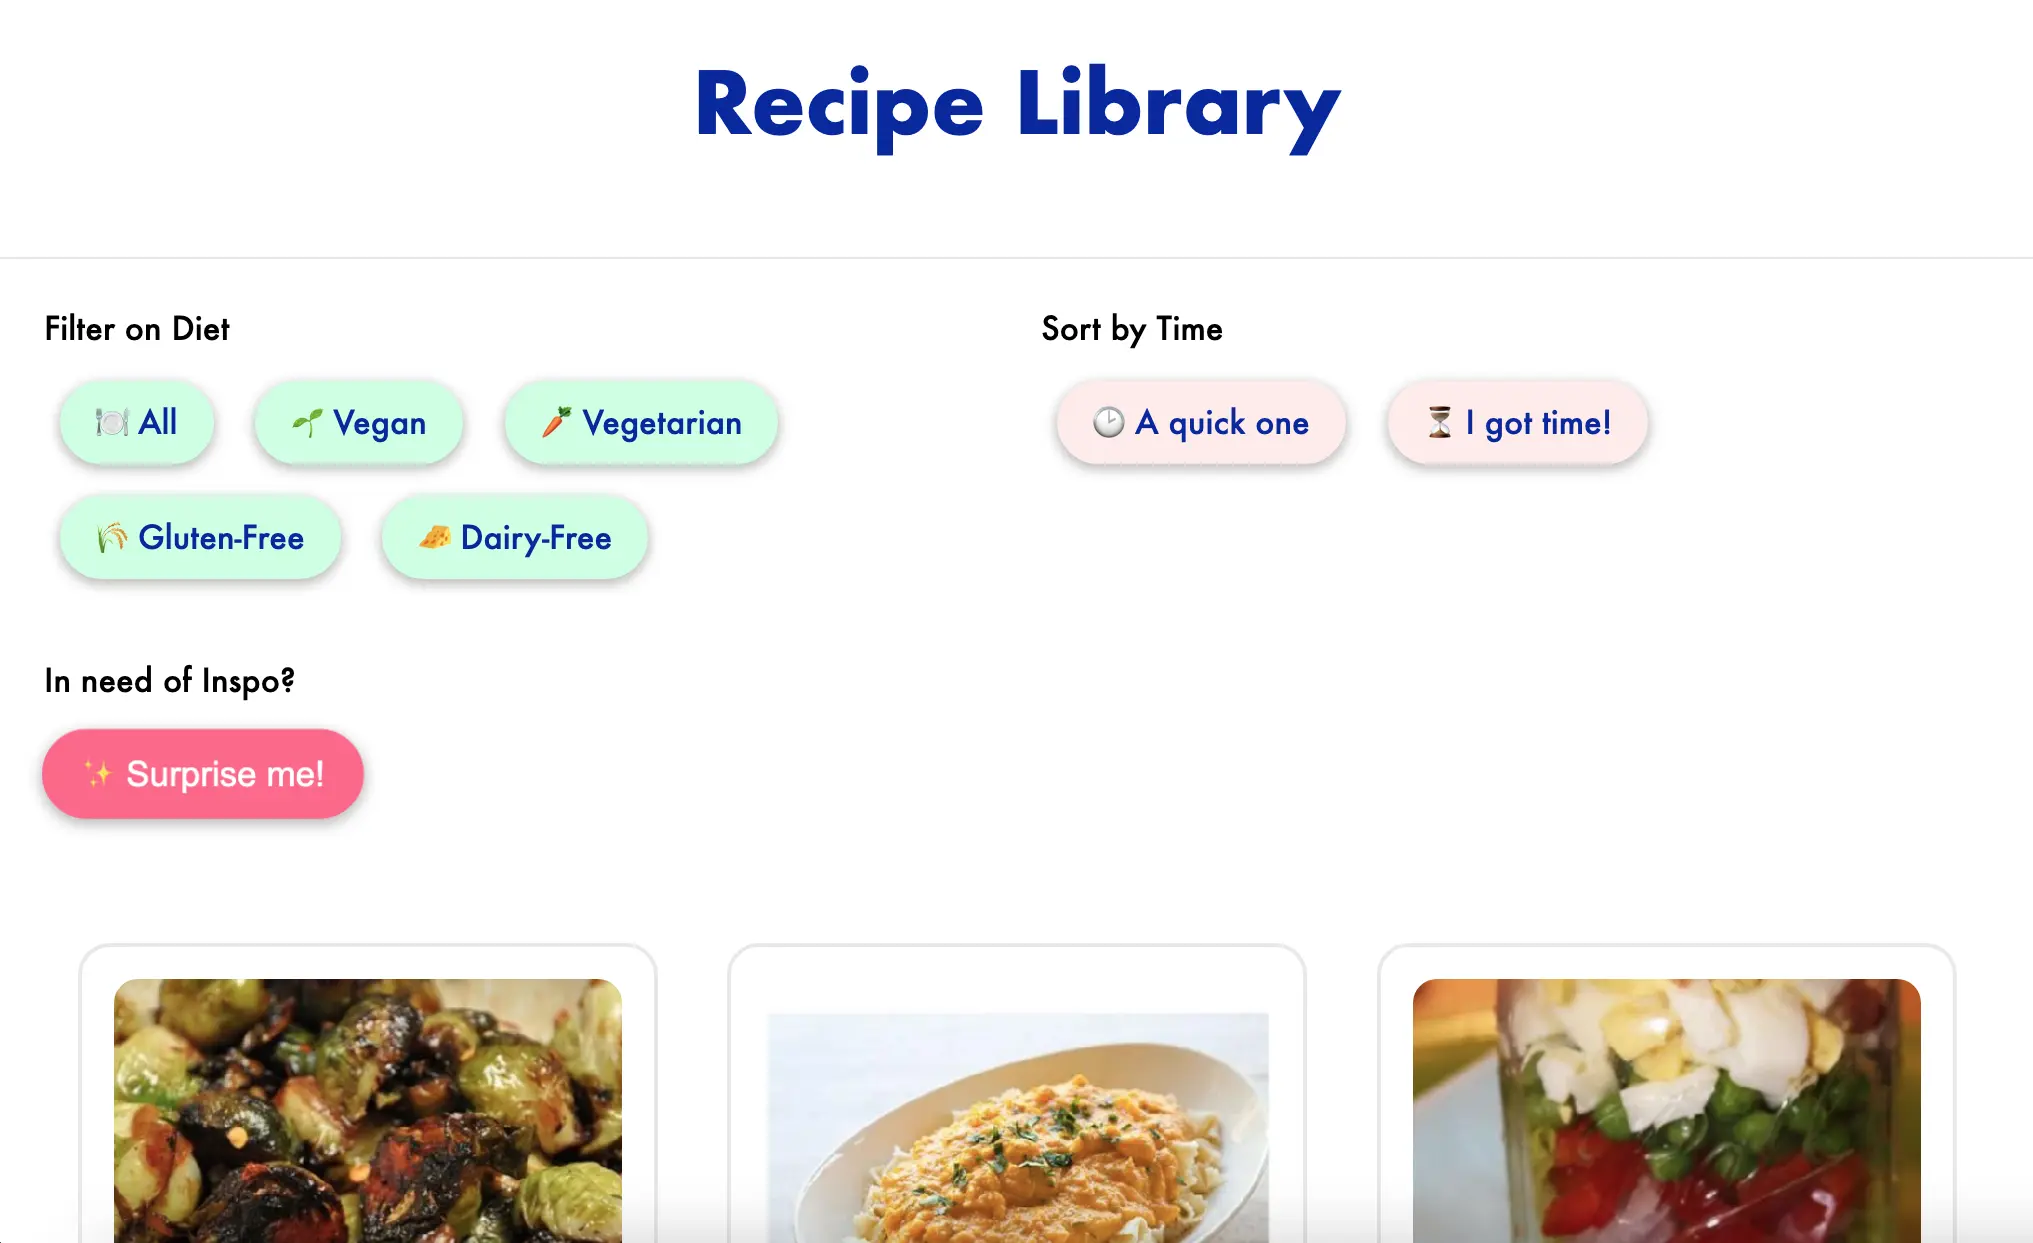 Recipe Library
Filter on Diet
🍽️ All
🌱 Vegan
🥕 Vegetarian
🌾 Gluten-Free
🧀 Dairy-Free
Sort by Time
🕑 A quick one
⏳ I got time!
In need of Inspo?
✨ Surprise me!